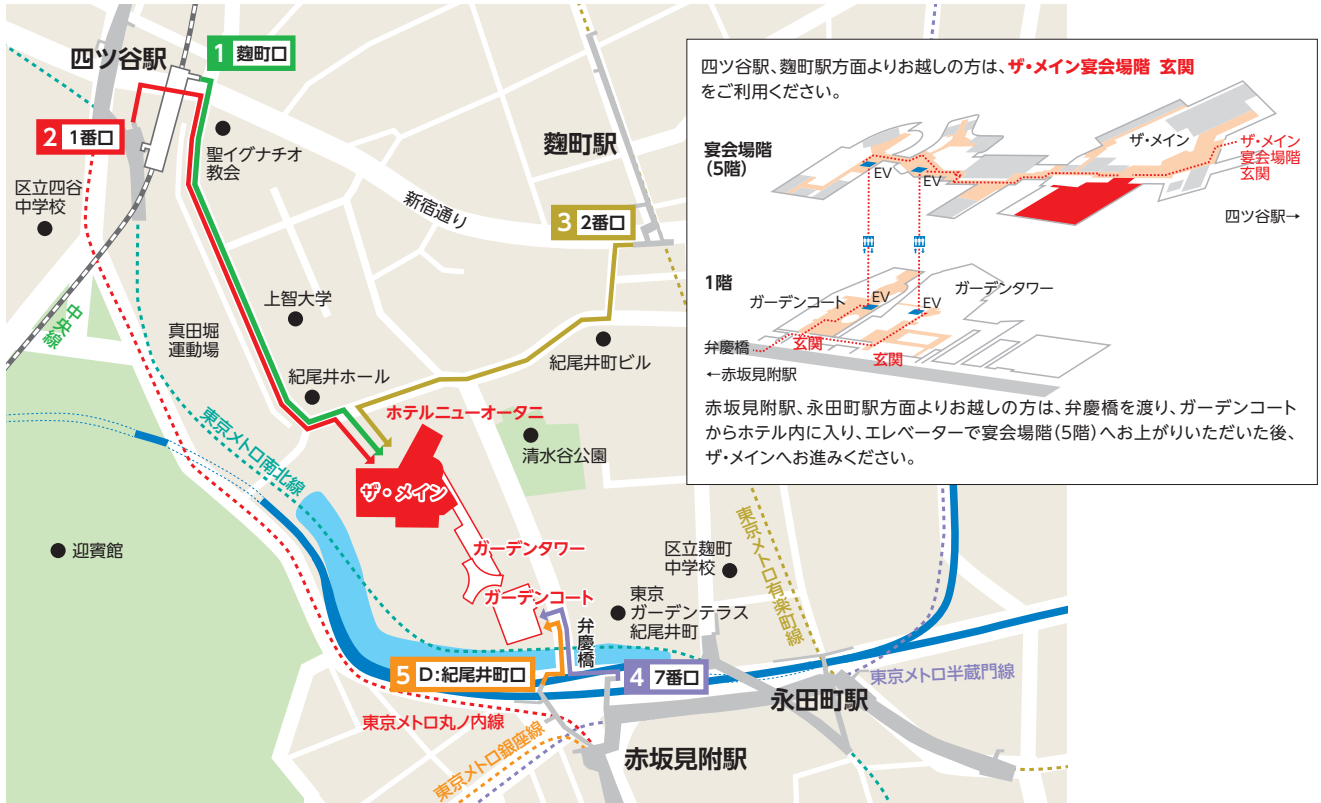 四ツ谷駅
1 麴町口
2 1番口
聖イグナチオ
教会
区立四谷
中学校
麴町駅
新宿通り
3 2番口
中央線
真田堀
運動場
上智大学
紀尾井町ビル
紀尾井ホール
ホテルニューオータニ
清水谷公園
東京メトロ南北線
ザ・メイン
迎賓館
ガーデンタワー
ガーデンコート
区立麹町
中学校
東京
ガーデンテラス
紀尾井町
東京メトロ有楽町線
弁慶橋
5 D:紀尾井町口
4 7番口
東京メトロ半蔵門線
永田町駅
東京メトロ丸ノ内線
東京メトロ銀座線
赤坂見附駅
四ツ谷駅、麴町駅方面よりお越しの方は、ザ・メイン宴会場階 玄関
をご利用ください。
宴会場階
(5階)
EV
EV
ザ・メイン
ザ・メイン
宴会場階
玄関
四ツ谷駅→
1階
ガーデンコート
EV
EV
ガーデンタワー
弁慶橋
玄関
玄関
←赤坂見附駅
赤坂見附駅、永田町駅方面よりお越しの方は、弁慶橋を渡り、ガーデンコート
からホテル内に入り、エレベーターで宴会場階(5階)へお上がりいただいた後、
ザ・メインへお進みください。